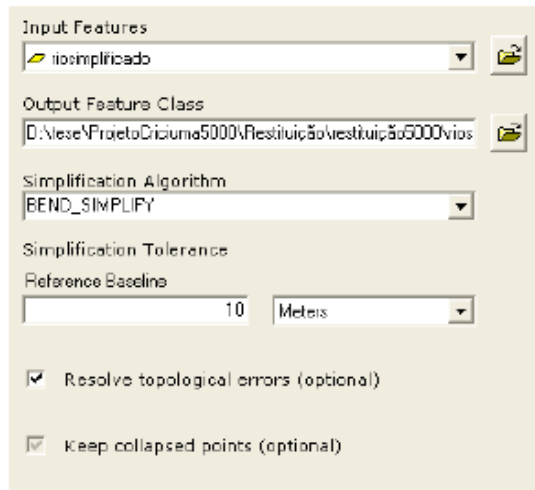 Input Features
riosimplificado
Output Feature Class
D:\tese\ProjetoCriciuma5000\Restituição\restituição5000\rios
Simplification Algorithm
BEND_SIMPLIFY
Simplification Tolerance
Reference Baseline
10 Meters
Resolve topological errors (optional)
Keep collapsed points (optional)